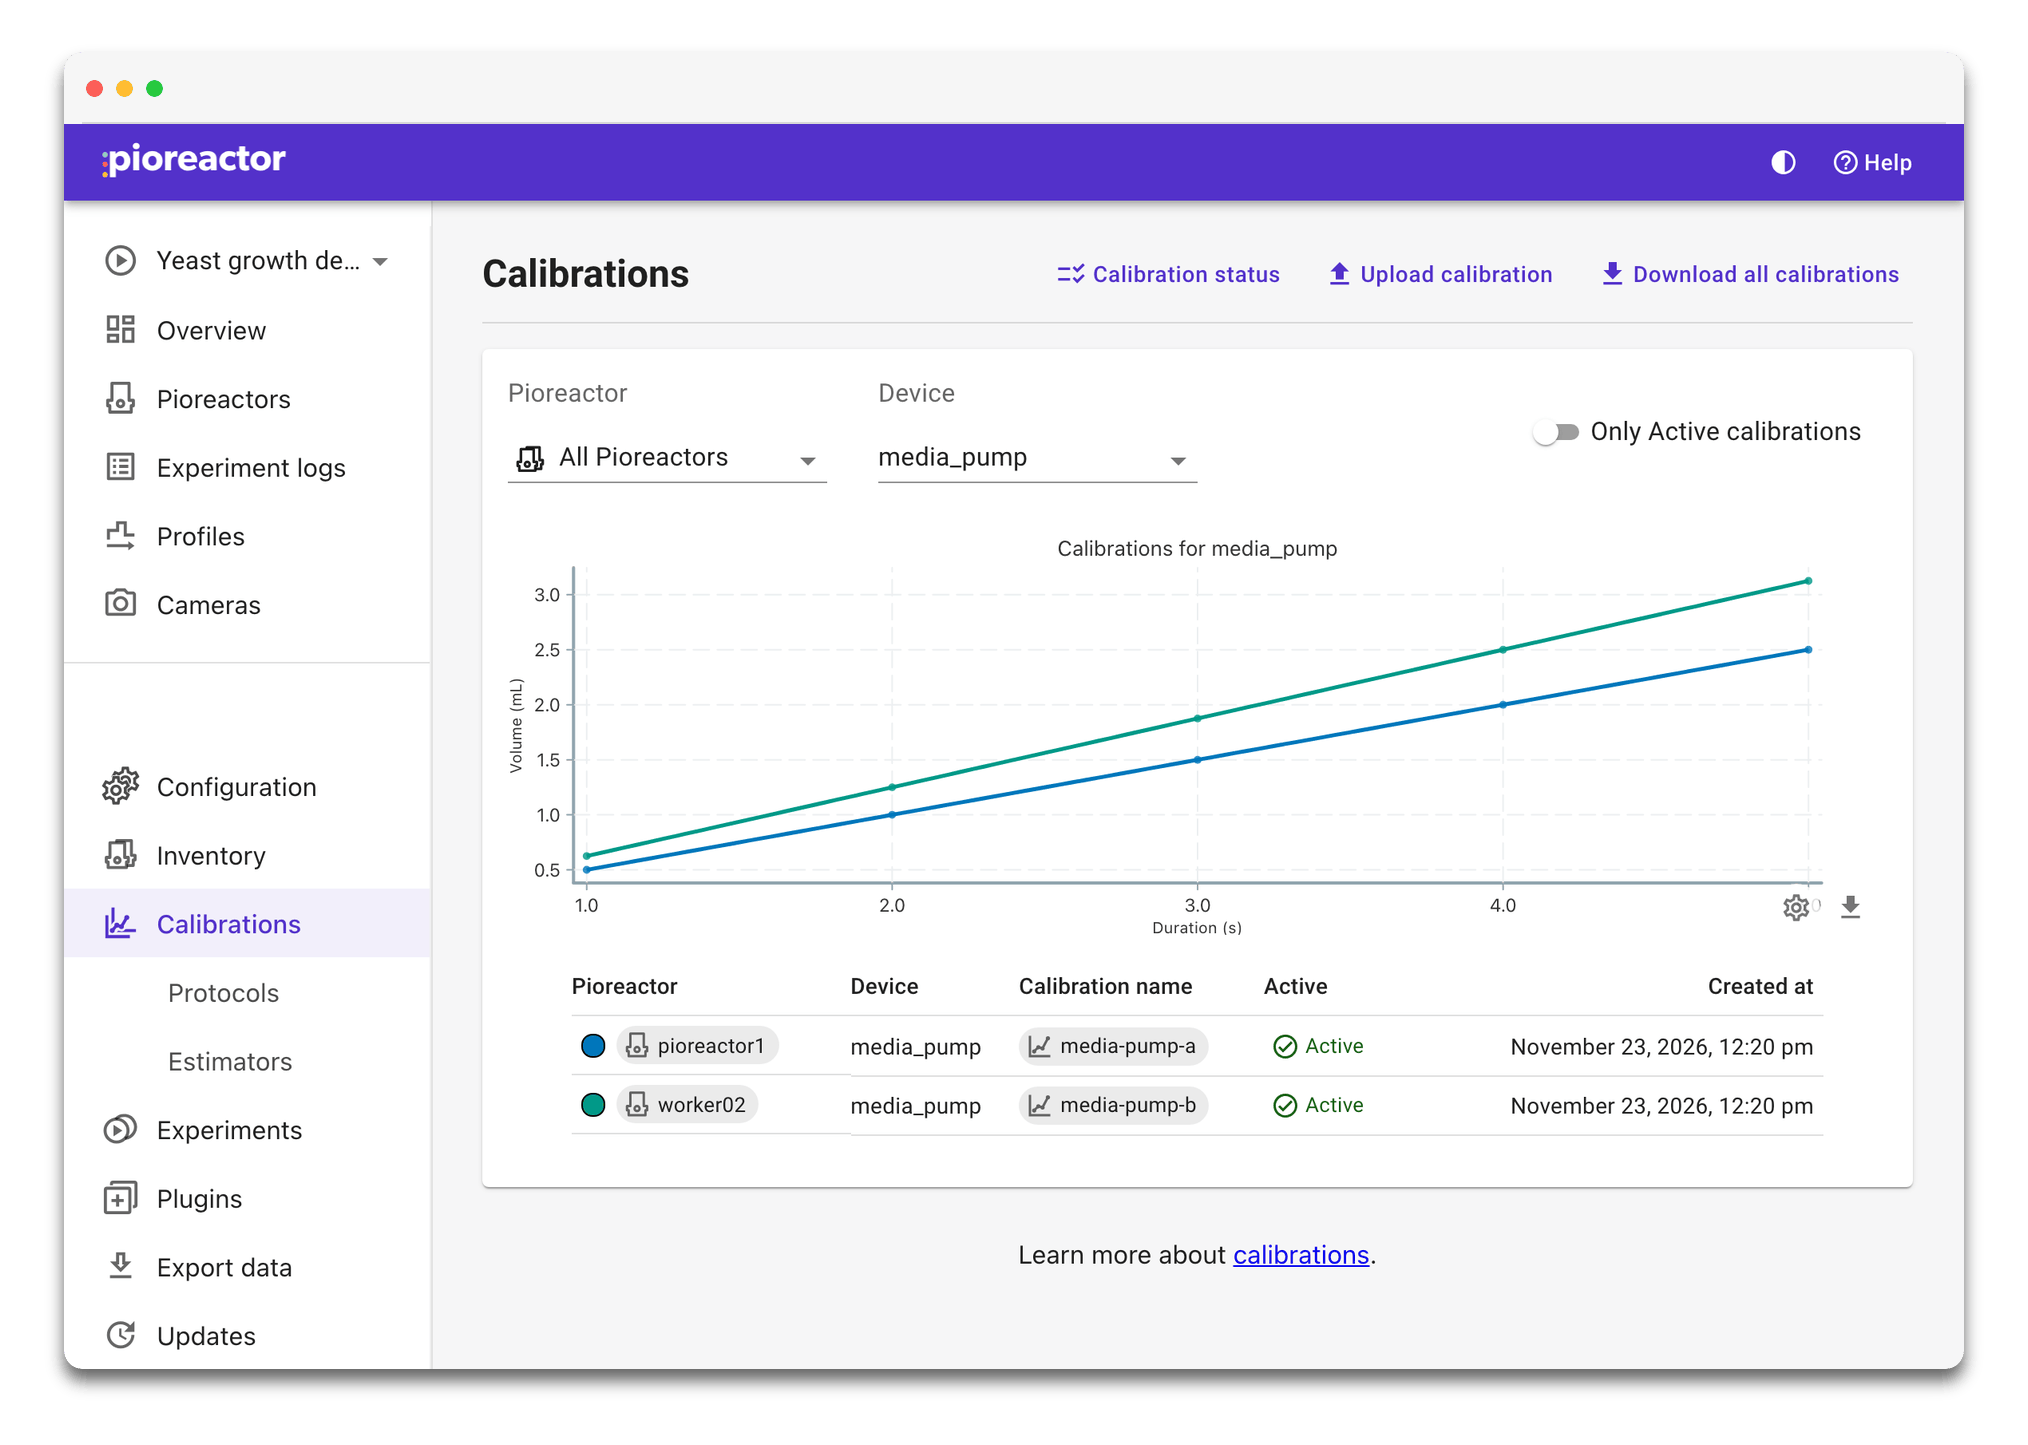 pioreactor
Help
Yeast growth de...
Overview
Pioreactors
Experiment logs
Profiles
Cameras
Configuration
Inventory
Calibrations
Protocols
Estimators
Experiments
Plugins
Export data
Updates
Calibrations
Calibration status
Upload calibration
Download all calibrations
Pioreactor
Device
All Pioreactors
media_pump
Only Active calibrations
Calibrations for media_pump
Volume (mL)
3.0
2.5
2.0
1.5
1.0
0.5
1.0 2.0 3.0 4.0
Duration (s)
Pioreactor Device Calibration name Active Created at
pioreactor1 media_pump media-pump-a Active November 23, 2026, 12:20 pm
worker02 media_pump media-pump-b Active November 23, 2026, 12:20 pm
Learn more about calibrations.